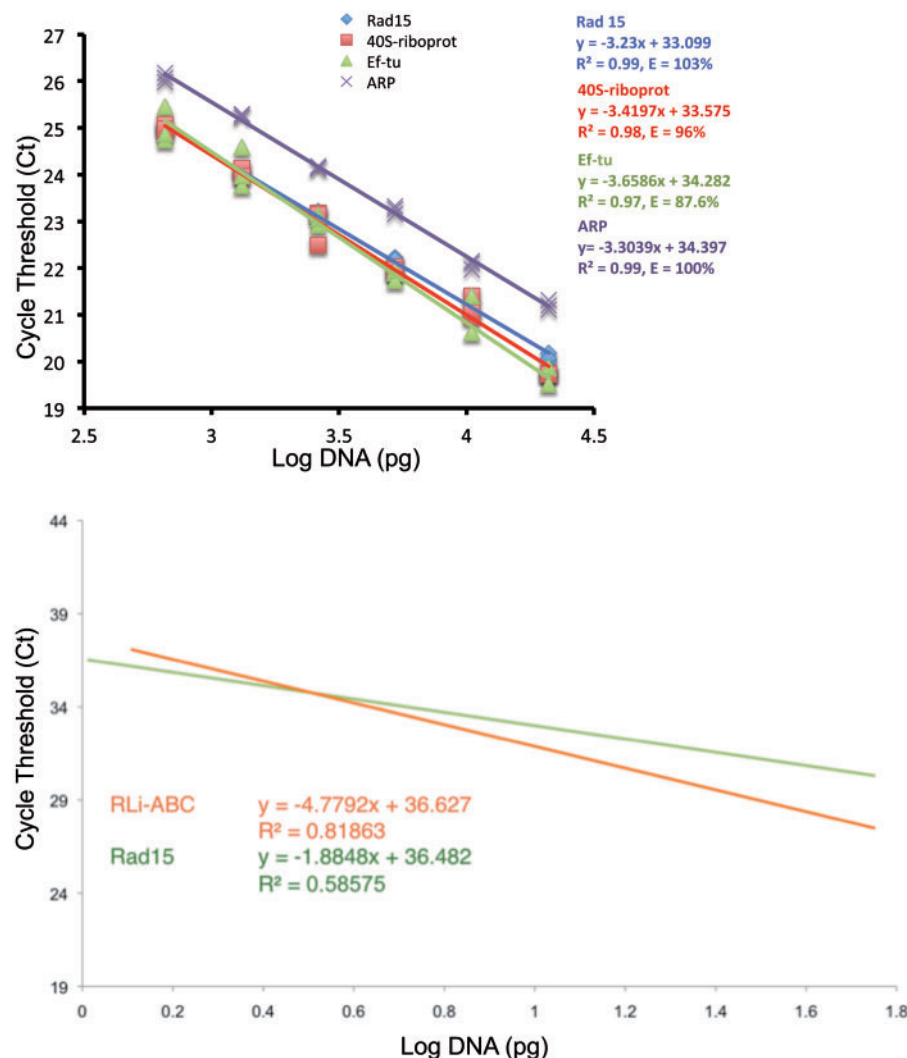 Rad15
40S-riboprot
Ef-tu
ARP
Rad 15
y = -3.23x + 33.099
R² = 0.99, E = 103%
40S-riboprot
y = -3.4197x + 33.575
R² = 0.98, E = 96%
Ef-tu
y = -3.6586x + 34.282
R² = 0.97, E = 87.6%
ARP
y= -3.3039x + 34.397
R² = 0.99, E = 100%
Cycle Threshold (Ct)
27
26
25
24
23
22
21
20
19
2.5 3 3.5 4 4.5
Log DNA (pg)
Cycle Threshold (Ct)
44
39
34
29
24
19
RLi-ABC y = -4.7792x + 36.627
R² = 0.81863
Rad15 y = -1.8848x + 36.482
R² = 0.58575
0 0.2 0.4 0.6 0.8 1 1.2 1.4 1.6 1.8
Log DNA (pg)